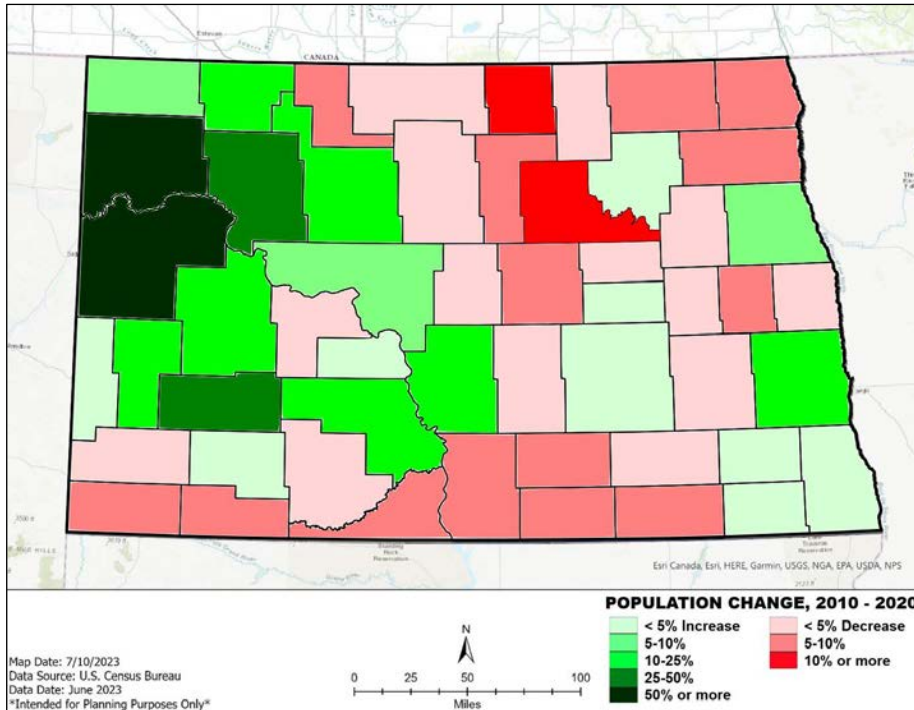 Estevan
CANADA
Esri Canada, Esri, HERE, Garmin, USGS, NGA, EPA, USDA, NPS
POPULATION CHANGE, 2010 - 2020
< 5% Increase
5-10%
10-25%
25-50%
50% or more
< 5% Decrease
5-10%
10% or more
Map Date: 7/10/2023
Data Source: U.S. Census Bureau
Data Date: June 2023
*Intended for Planning Purposes Only*
N
0 50 100
Miles